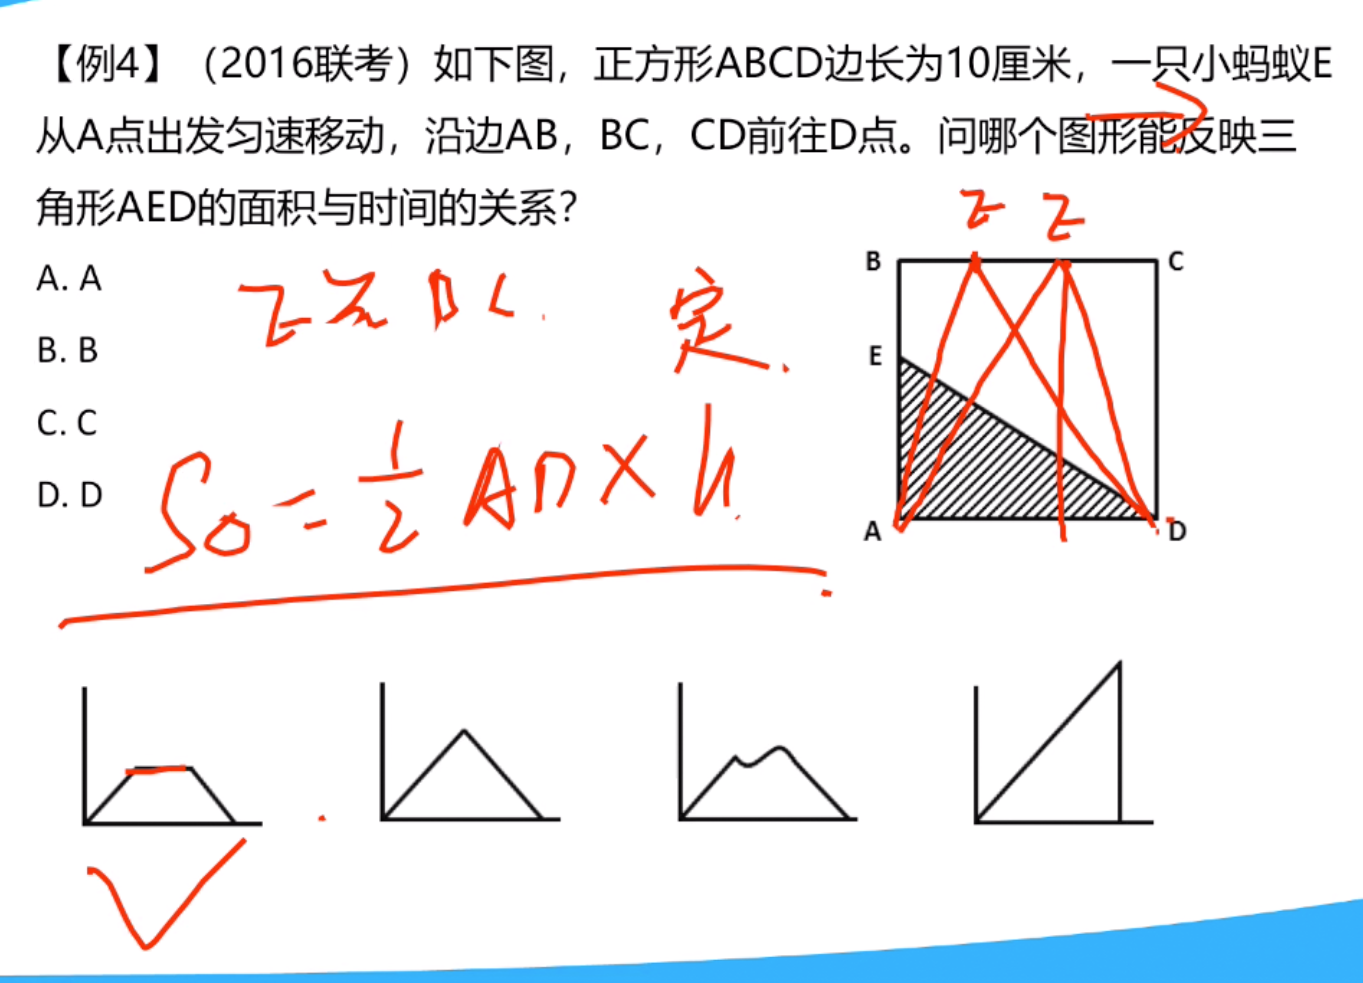 【例4】（2016联考）如下图，正方形ABCD边长为10厘米，一只小蚂蚁E
从A点出发匀速移动，沿边AB，BC，CD前往D点。问哪个图形能反映三
角形AED的面积与时间的关系？
A. A
B. B
C. C
D. D
E在BC 定
S△=1/2 AD×h
E E
B C
E
A D